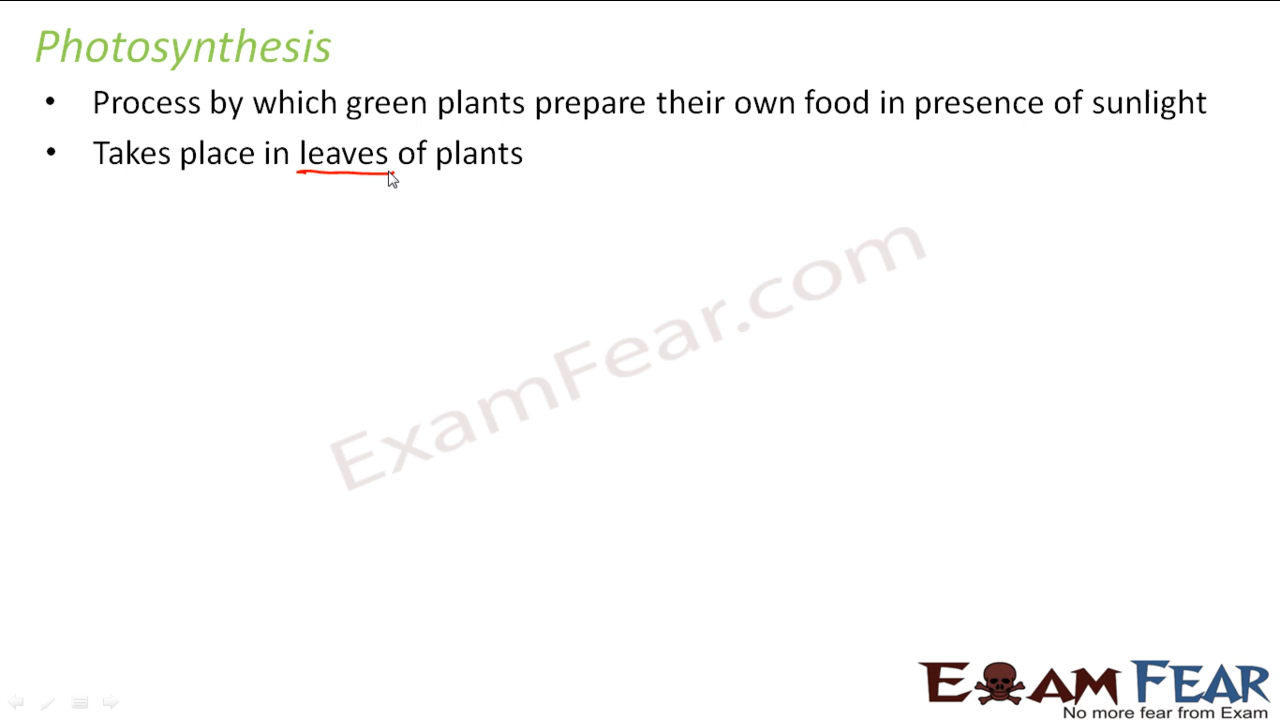 Photosynthesis
• Process by which green plants prepare their own food in presence of sunlight
• Takes place in leaves of plants
ExamFear.com
EXAM FEAR
No more fear from Exam